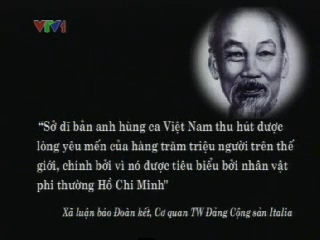 VTV1
"Sở dĩ bản anh hùng ca Việt Nam thu hút được
lòng yêu mến của hàng trăm triệu người trên thế
giới, chính bởi vì nó được tiêu biểu bởi nhân vật
phi thường Hồ Chí Minh"
Xã luận báo Đoàn kết, Cơ quan TW Đảng Cộng sản Italia